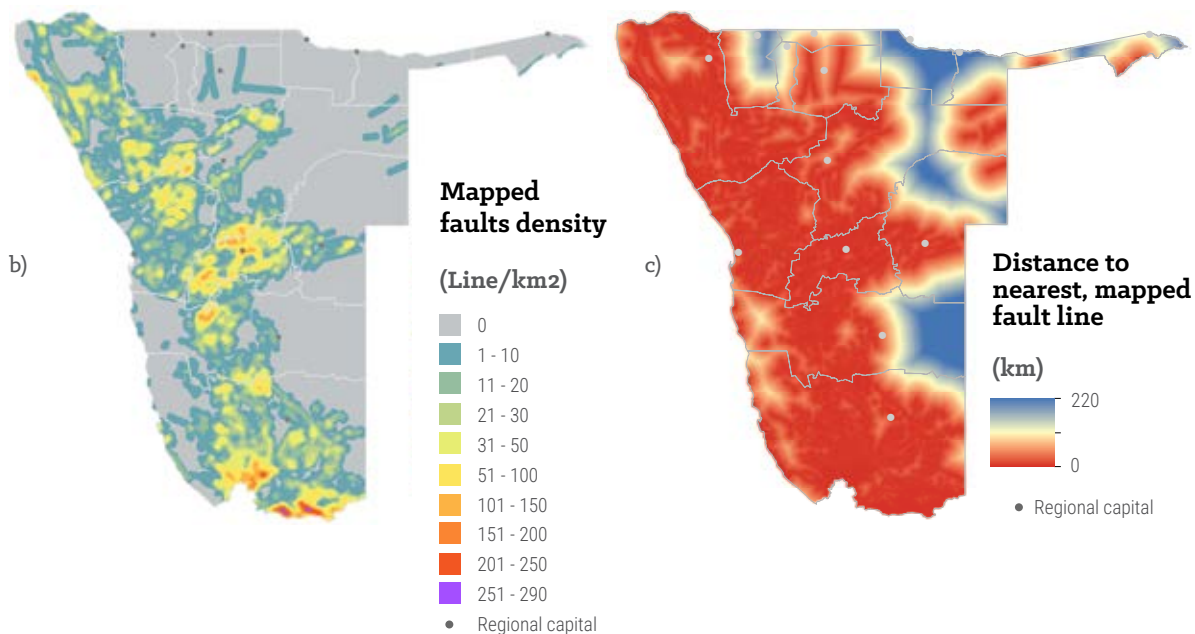 b)
Mapped
faults density
(Line/km2)
0
1 - 10
11 - 20
21 - 30
31 - 50
51 - 100
101 - 150
151 - 200
201 - 250
251 - 290
Regional capital
c)
Distance to
nearest, mapped
fault line
(km)
220
0
Regional capital